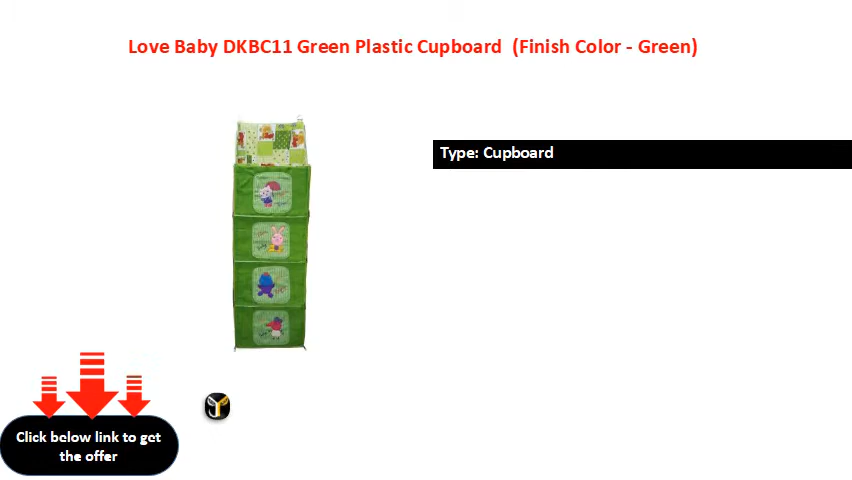 Love Baby DKBC11 Green Plastic Cupboard  (Finish Color - Green)
Type: Cupboard
Click below link to get
the offer